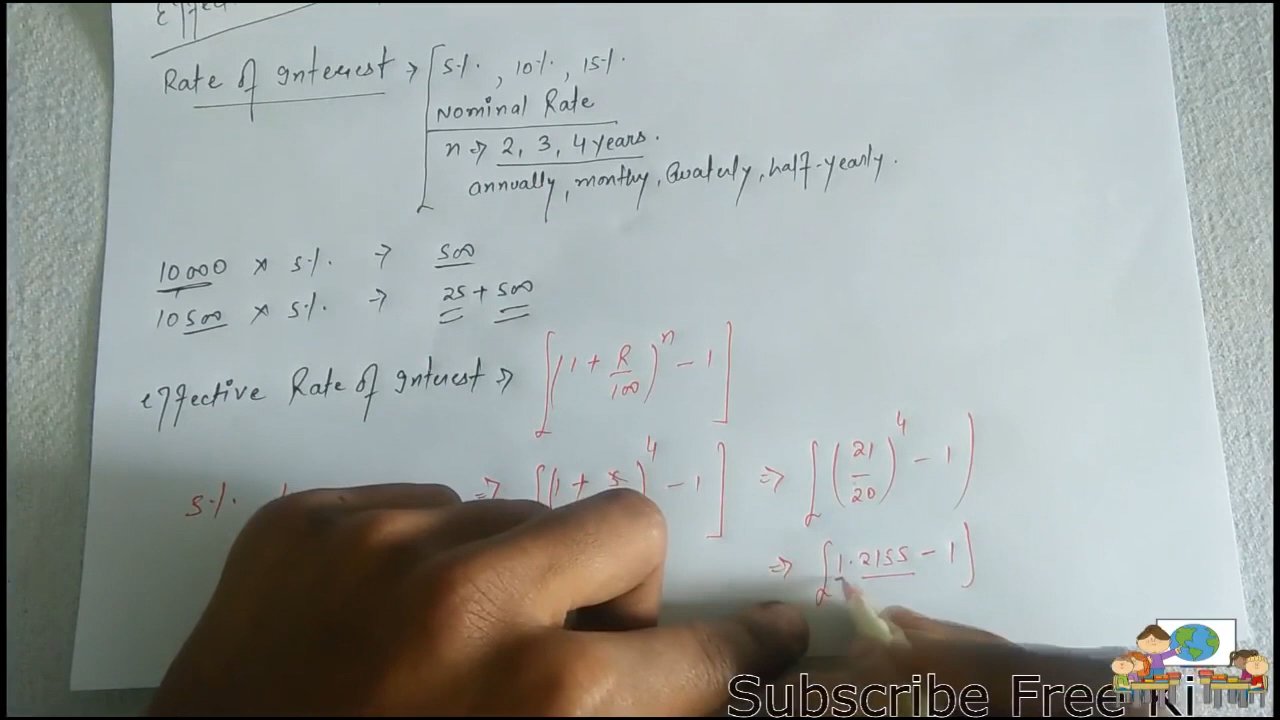 Rate of Interest → 5%, 10%, 15%.
Nominal Rate
n → 2, 3, 4 years.
annually, monthy, Quaterly, half-yearly.
10000 × 5% → 500
10500 × 5% → 25 + 500
effective Rate of Interest → [(1 + R/100)^n - 1]
5% ⇒ [(1 + 5 )^4 - 1] ⇒ [(21/20)^4 - 1]
⇒ [1.2155 - 1]
Subscribe Free Ki